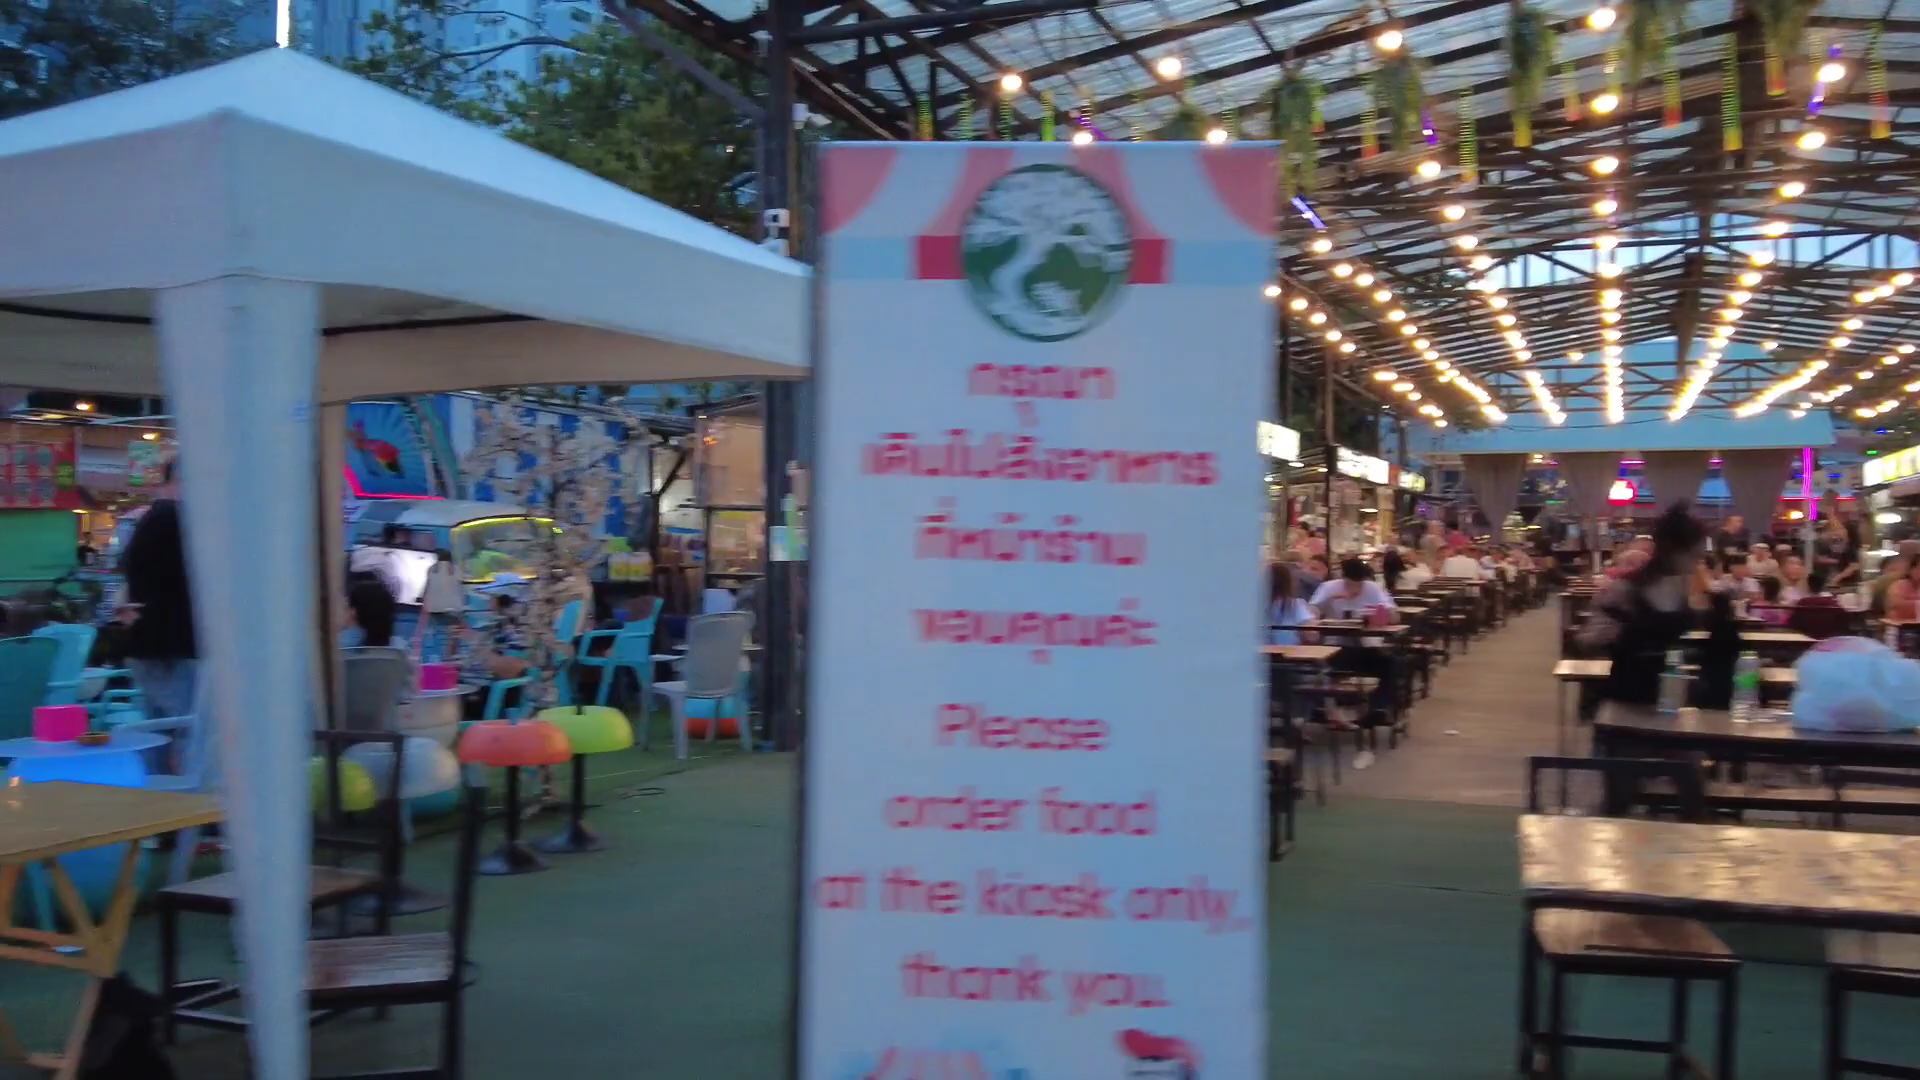 กรุณา
เดินไปสั่งอาหาร
ที่หน้าร้าน
ขอบคุณค่ะ
Please
order food
at the kiosk only,
thank you.